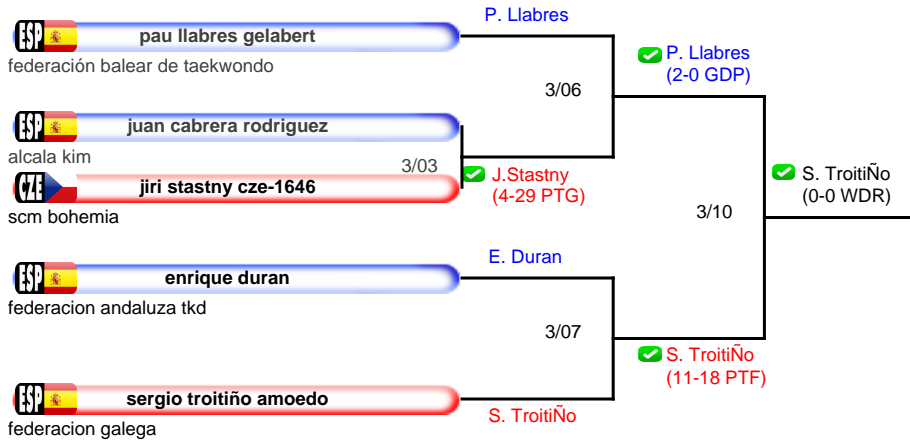 P. Llabres
ESP pau llabres gelabert
federación balear de taekwondo
P. Llabres
(2-0 GDP)
3/06
ESP juan cabrera rodriguez
alcala kim
3/03
J.Stastny
(4-29 PTG)
CZE jiri stastny cze-1646
scm bohemia
S. TroitiÑo
(0-0 WDR)
3/10
E. Duran
ESP enrique duran
federacion andaluza tkd
3/07
S. TroitiÑo
(11-18 PTF)
ESP sergio troitiño amoedo
S. TroitiÑo
federacion galega